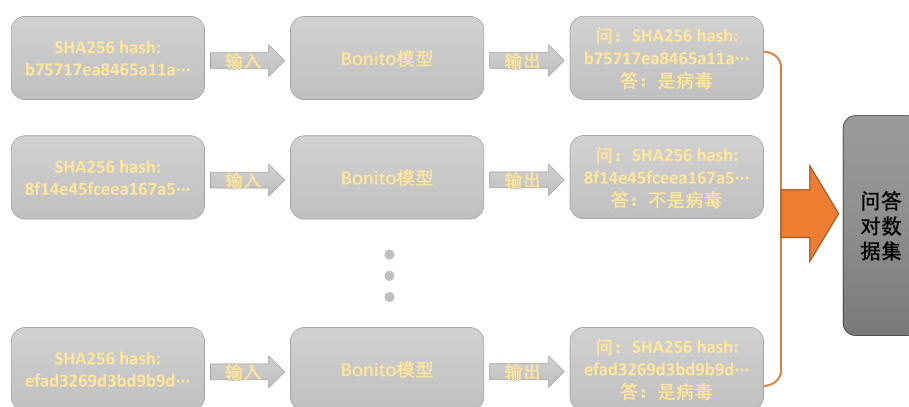 SHA256 hash:
b75717ea8465a11a…
输入
Bonito模型
输出
问：SHA256 hash:
b75717ea8465a11a…
答：是病毒
SHA256 hash:
8f14e45fceea167a5…
输入
Bonito模型
输出
问：SHA256 hash:
8f14e45fceea167a5…
答：不是病毒
SHA256 hash:
efad3269d3bd9b9d…
输入
Bonito模型
输出
问：SHA256 hash:
efad3269d3bd9b9d…
答：是病毒
问答
对数
据集